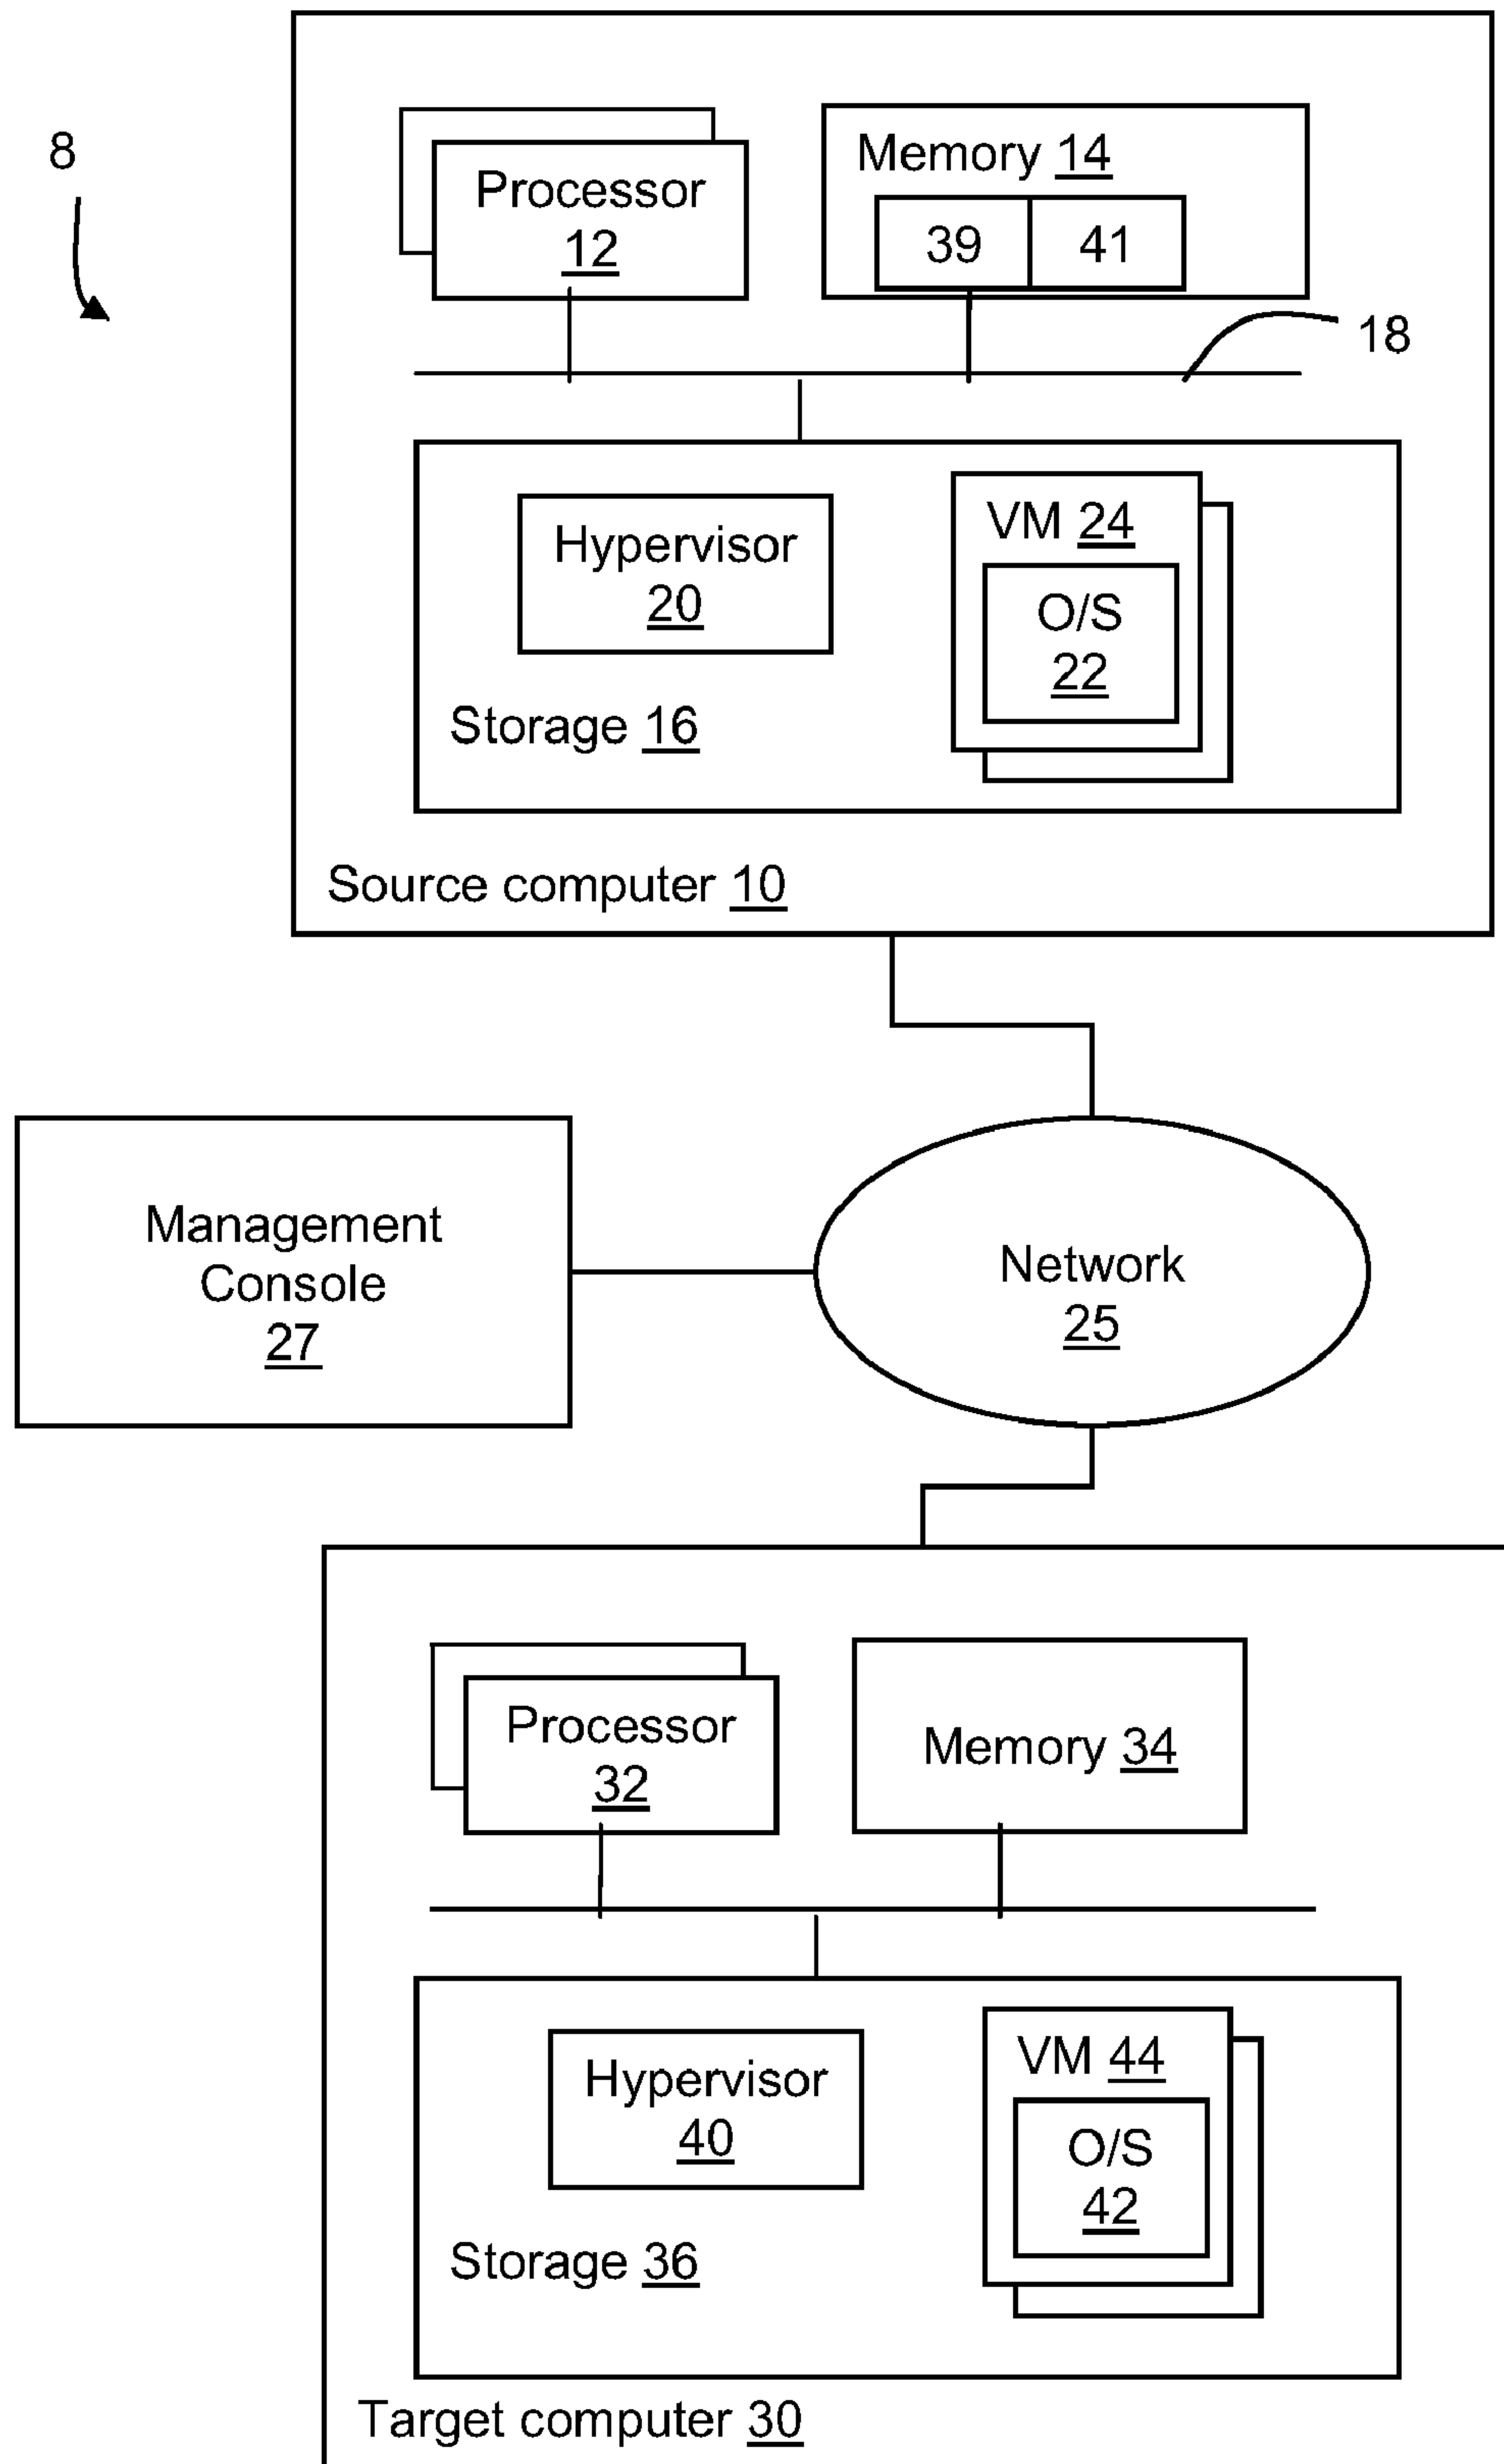 8
Processor
12
Memory 14
39
41
18
Hypervisor
20
VM 24
O/S
22
Storage 16
Source computer 10
Management
Console
27
Network
25
Processor
32
Memory 34
Hypervisor
40
VM 44
O/S
42
Storage 36
Target computer 30